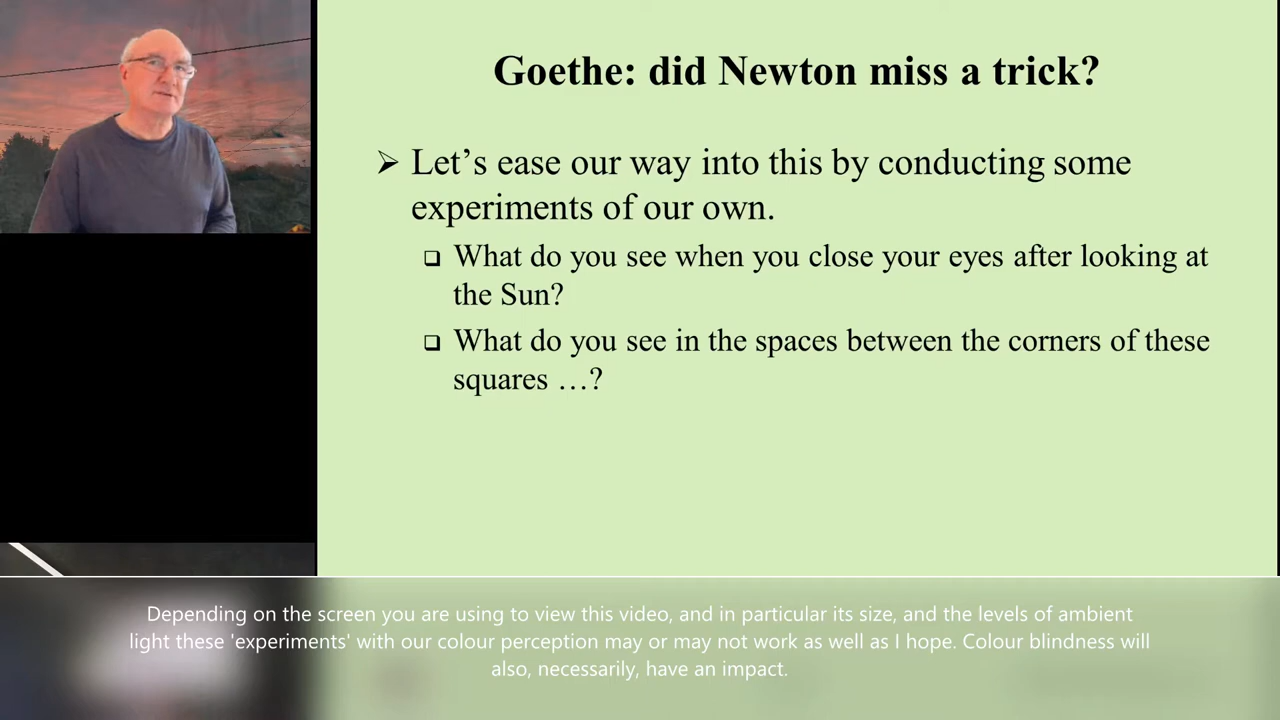 Goethe: did Newton miss a trick?
Let’s ease our way into this by conducting some
experiments of our own.
What do you see when you close your eyes after looking at
the Sun?
What do you see in the spaces between the corners of these
squares …?
Depending on the screen you are using to view this video, and in particular its size, and the levels of ambient
light these 'experiments' with our colour perception may or may not work as well as I hope. Colour blindness will
also, necessarily, have an impact.